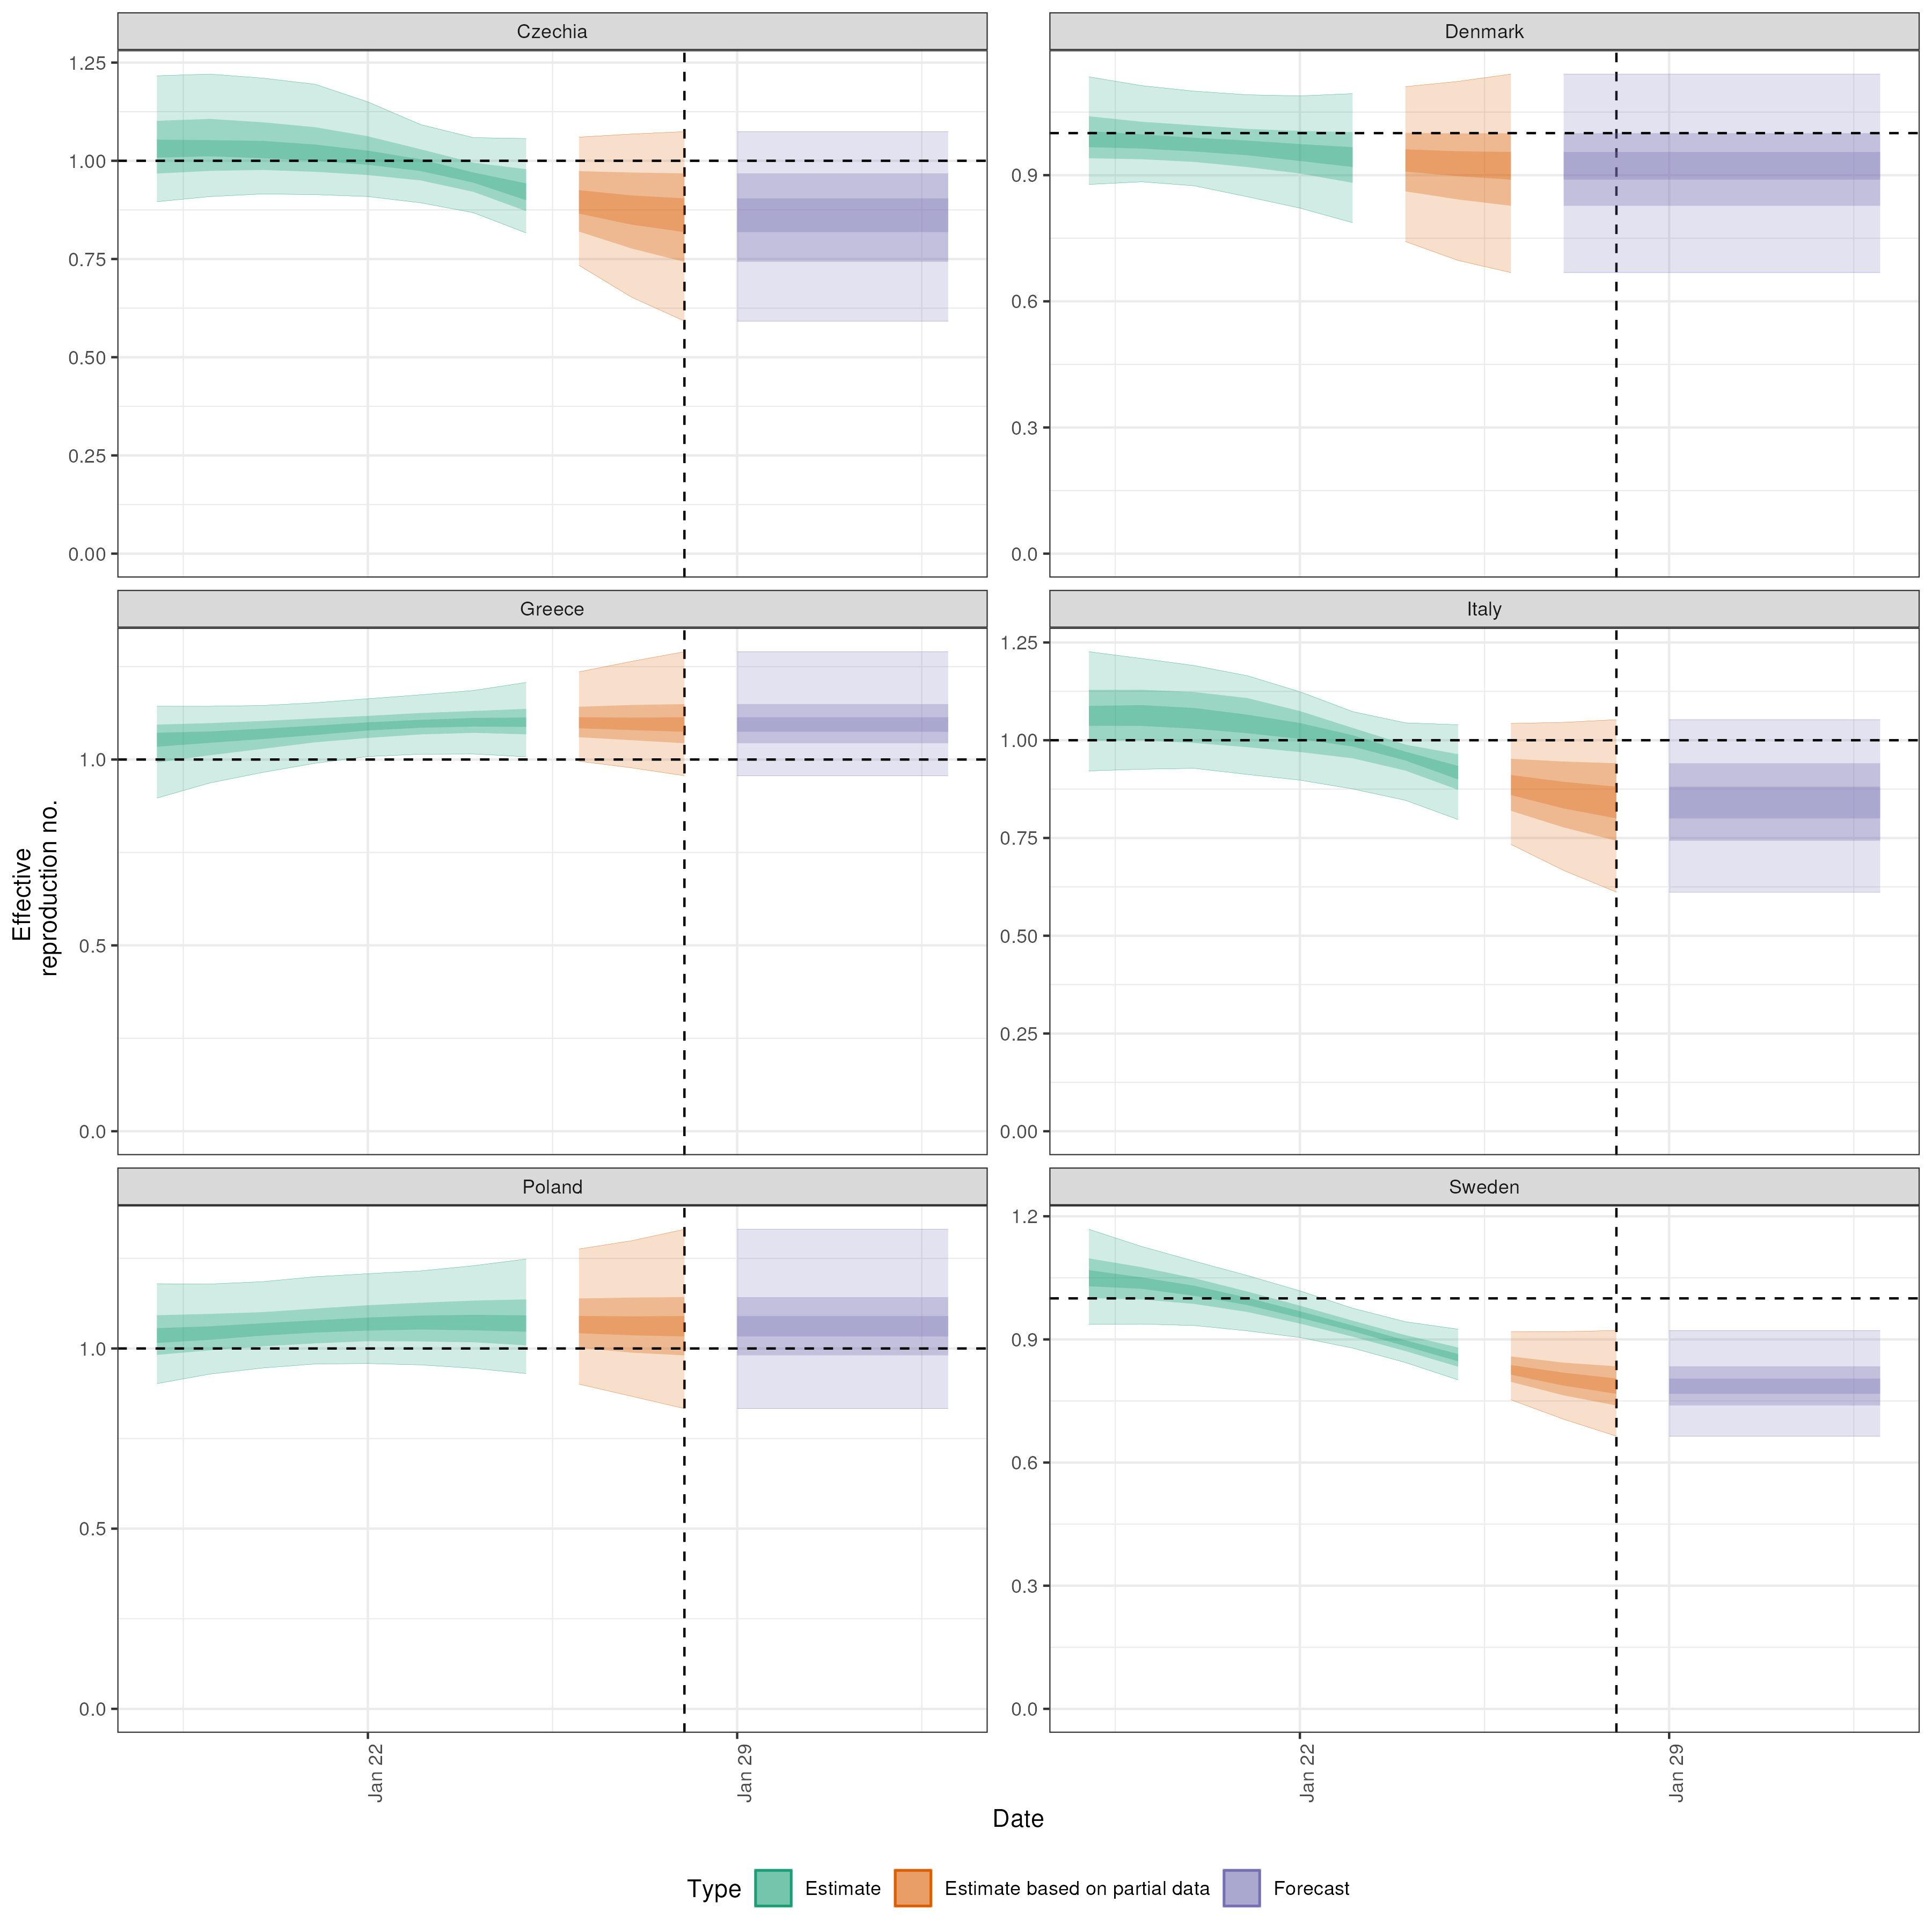 Czechia
Denmark
1.25
1.00
0.75
0.50
0.25
0.00
0.9
0.6
0.3
0.0
Greece
Italy
1.0
0.5
0.0
1.25
1.00
0.75
0.50
0.25
0.00
Effective
reproduction no.
Poland
Sweden
1.0
0.5
0.0
1.2
0.9
0.6
0.3
0.0
Jan 22
Jan 29
Jan 22
Jan 29
Date
Type
Estimate
Estimate based on partial data
Forecast